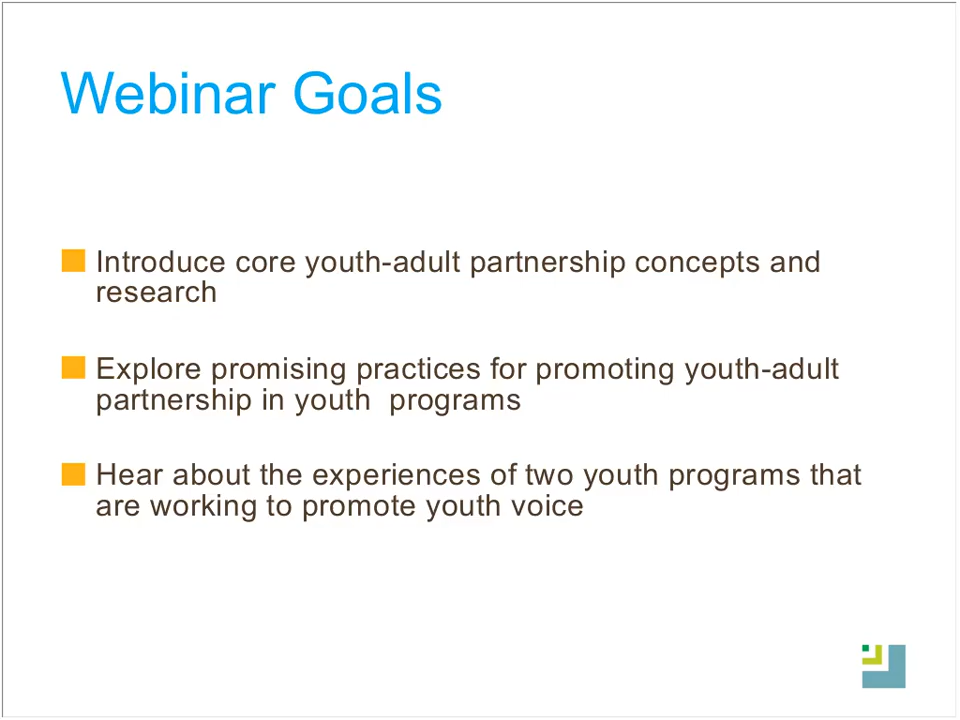 Webinar Goals
Introduce core youth-adult partnership concepts and
research
Explore promising practices for promoting youth-adult
partnership in youth  programs
Hear about the experiences of two youth programs that
are working to promote youth voice